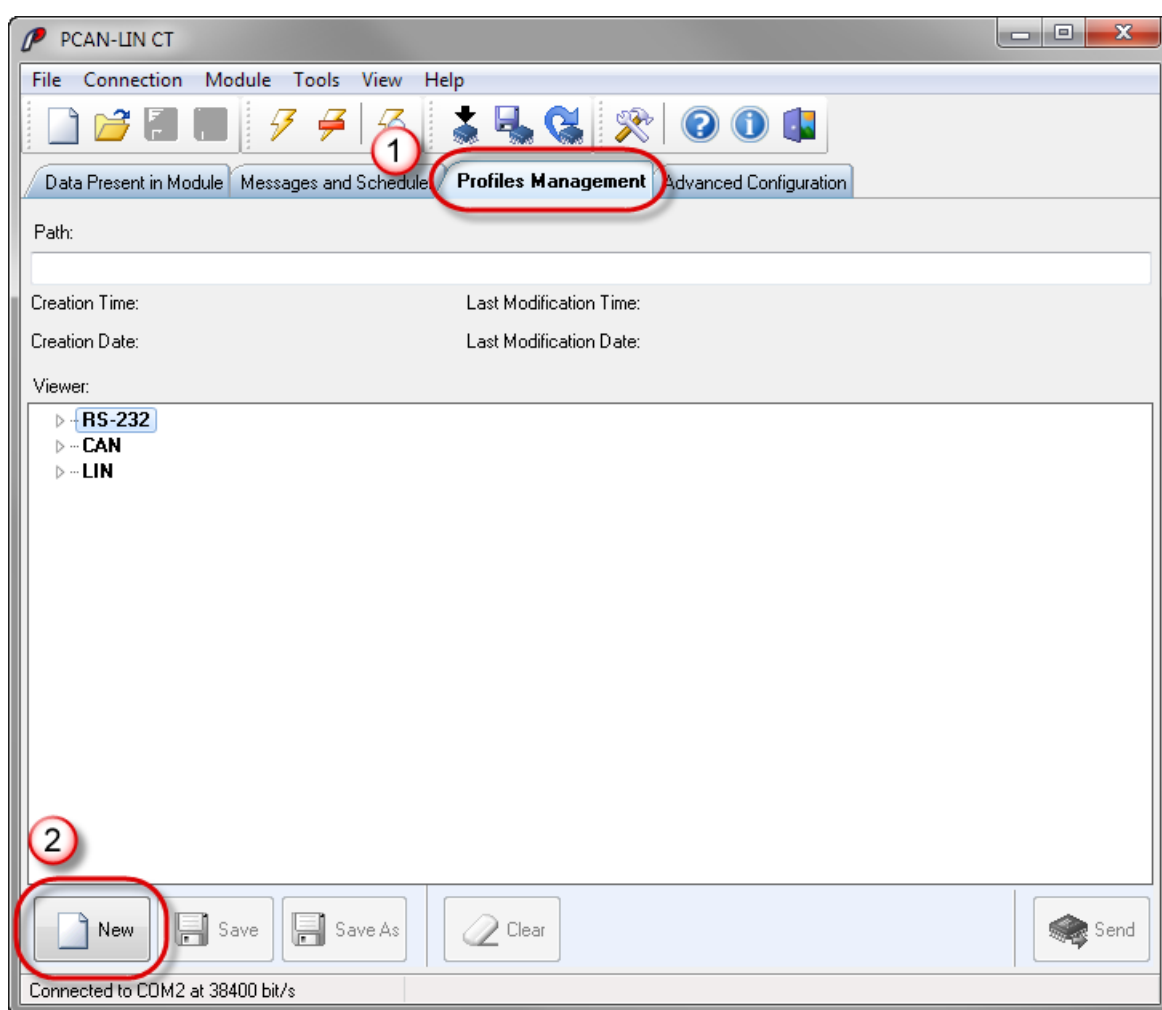 PCAN-LIN CT
File Connection Module Tools View Help
1
Data Present in Module Messages and Schedule Profiles Management Advanced Configuration
Path:
Creation Time: Last Modification Time:
Creation Date: Last Modification Date:
Viewer:
RS-232
CAN
LIN
2
New Save Save As Clear Send
Connected to COM2 at 38400 bit/s